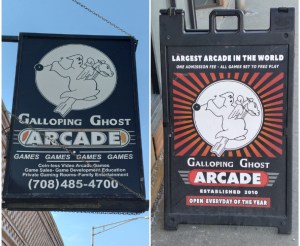 GALLOPING GHOST
ARCADE
GAMES GAMES GAMES GAMES
Coin-less Video Arcade Games
Game Sales- Game Development Education
Private Gaming Rooms- Family Entertainment
(708)485-4700
LARGEST ARCADE IN THE WORLD
ONE ADMISSION FEE - ALL GAMES SET TO FREE PLAY
GALLOPING GHOST
ARCADE
ESTABLISHED 2010
OPEN EVERYDAY OF THE YEAR